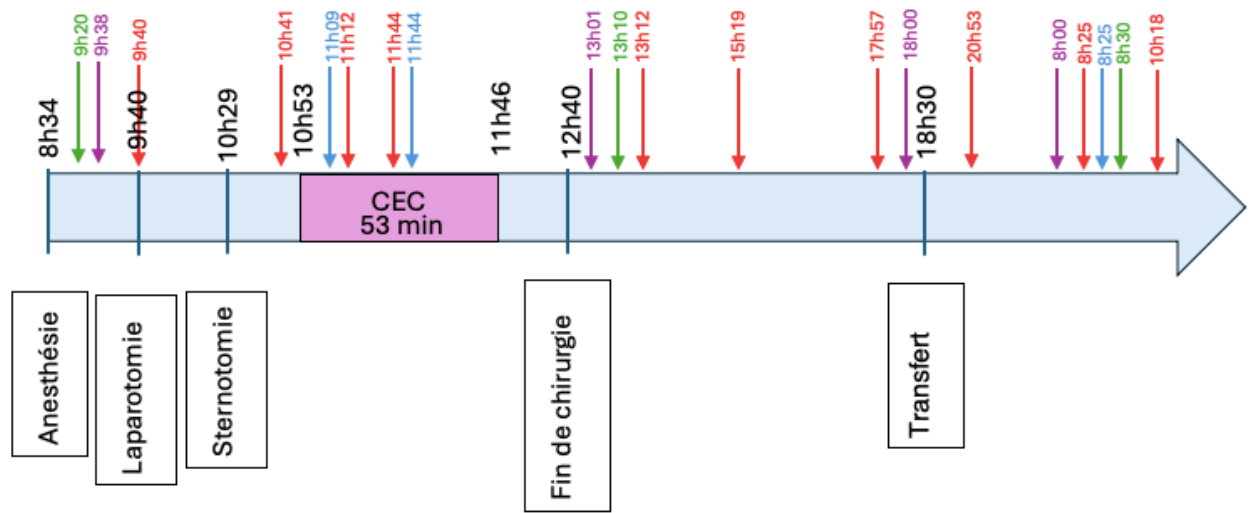 9h20
9h38
9h40
10h41
11h09
11h12
11h44
11h44
13h01
13h10
13h12
15h19
17h57
18h00
20h53
8h00
8h25
8h25
8h30
10h18
8h34
9h40
10h29
10h53
11h46
12h40
18h30
CEC
53 min
Anesthésie
Laparotomie
Sternotomie
Fin de chirurgie
Transfert